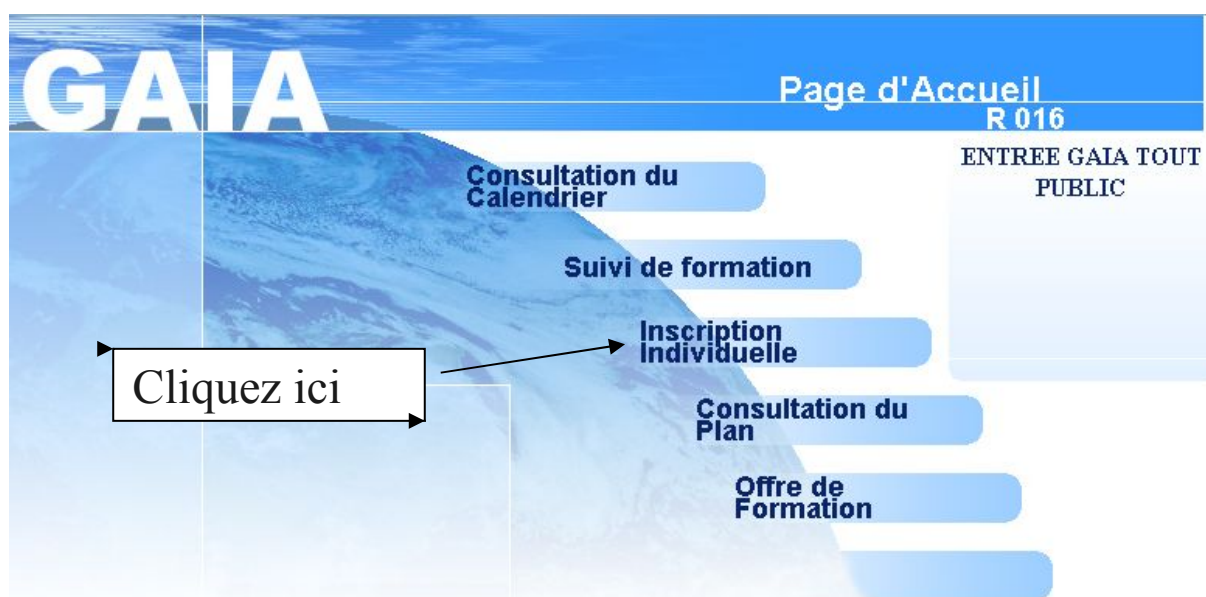 GAIA
Page d'Accueil
R 016
ENTREE GAIA TOUT
PUBLIC
Consultation du
Calendrier
Suivi de formation
Inscription
Individuelle
Cliquez ici
Consultation du
Plan
Offre de
Formation